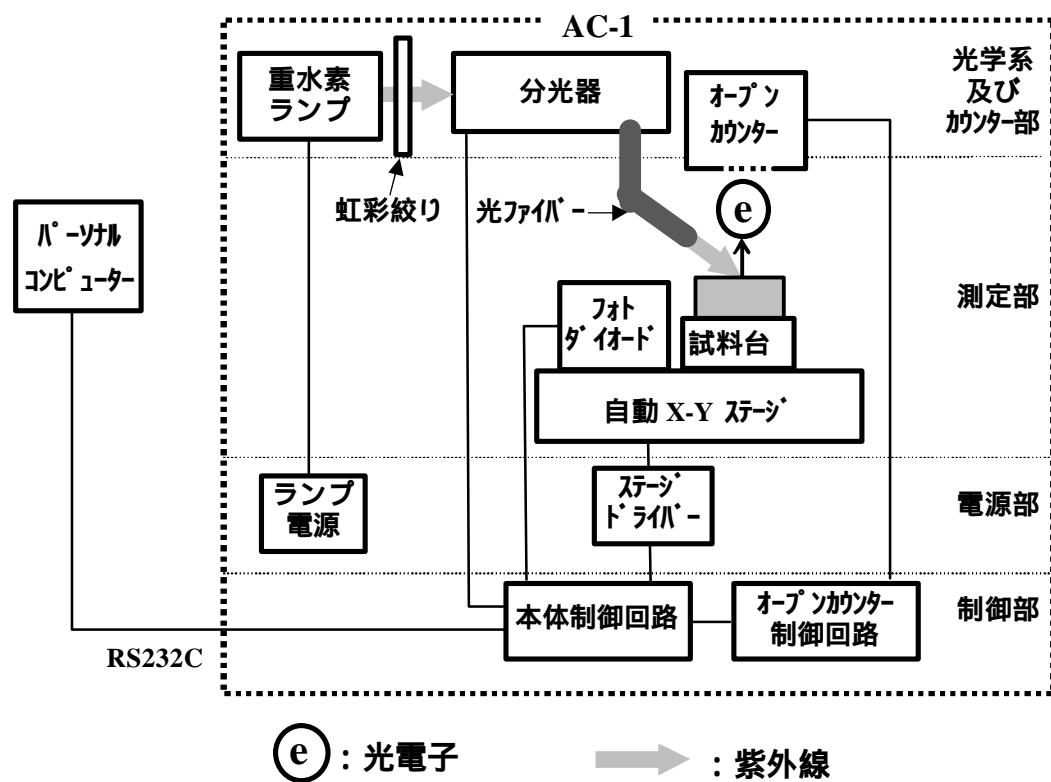 AC-1
重水素
ランプ
分光器
ｵｰﾌﾟﾝ
ｶｳﾝﾀｰ
光学系
及び
ｶｳﾝﾀｰ部
虹彩絞り
光ﾌｧｲﾊﾞｰ
e
ﾊﾟｰｿﾅﾙ
ｺﾝﾋﾟｭｰﾀｰ
ﾌｫﾄ
ﾀﾞｲｵｰﾄﾞ
試料台
測定部
自動 X-Y ｽﾃｰｼﾞ
ランプ
電源
ｽﾃｰｼﾞ
ﾄﾞﾗｲﾊﾞｰ
電源部
本体制御回路
ｵｰﾌﾟﾝｶｳﾝﾀｰ
制御回路
制御部
RS232C
e：光電子
：紫外線